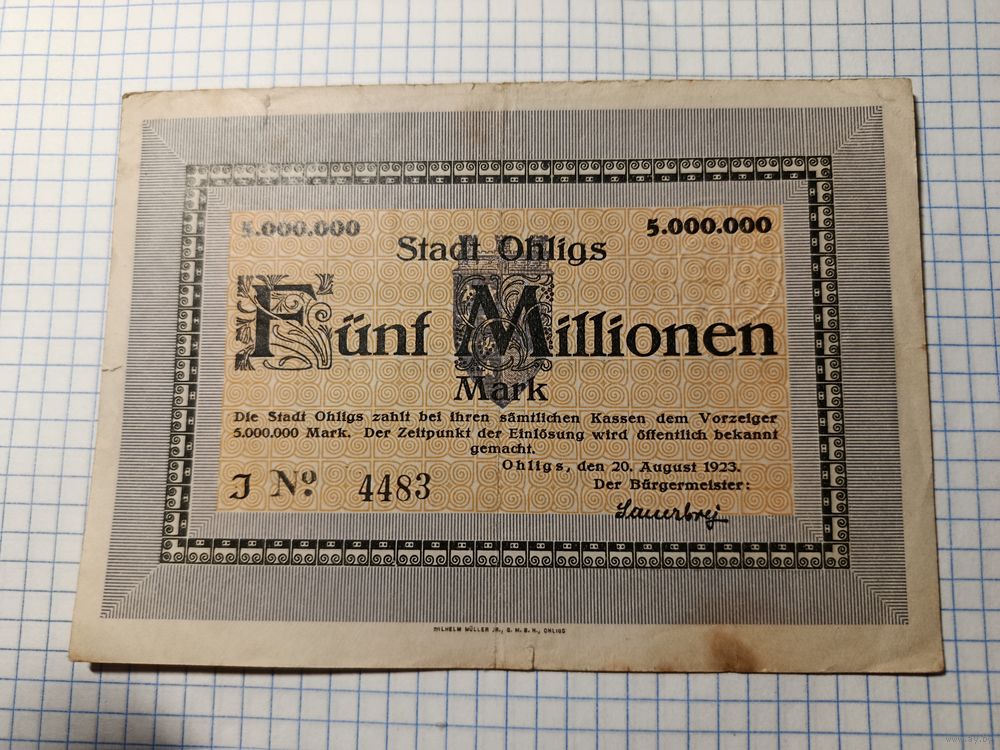 5.000.000 5.000.000
Stadt Ohligs
Fünf Millionen
Mark
Die Stadt Ohligs zahlt bei ihren sämtlichen Kassen dem Vorzeiger
5.000.000 Mark. Der Zeitpunkt der Einlösung wird öffentlich bekannt
gemacht.
Ohligs, den 20. August 1923.
Der Bürgermeister:
J No. 4483
Sauerbrej
WILHELM MÜLLER JR., G. M. B. H., OHLIGS